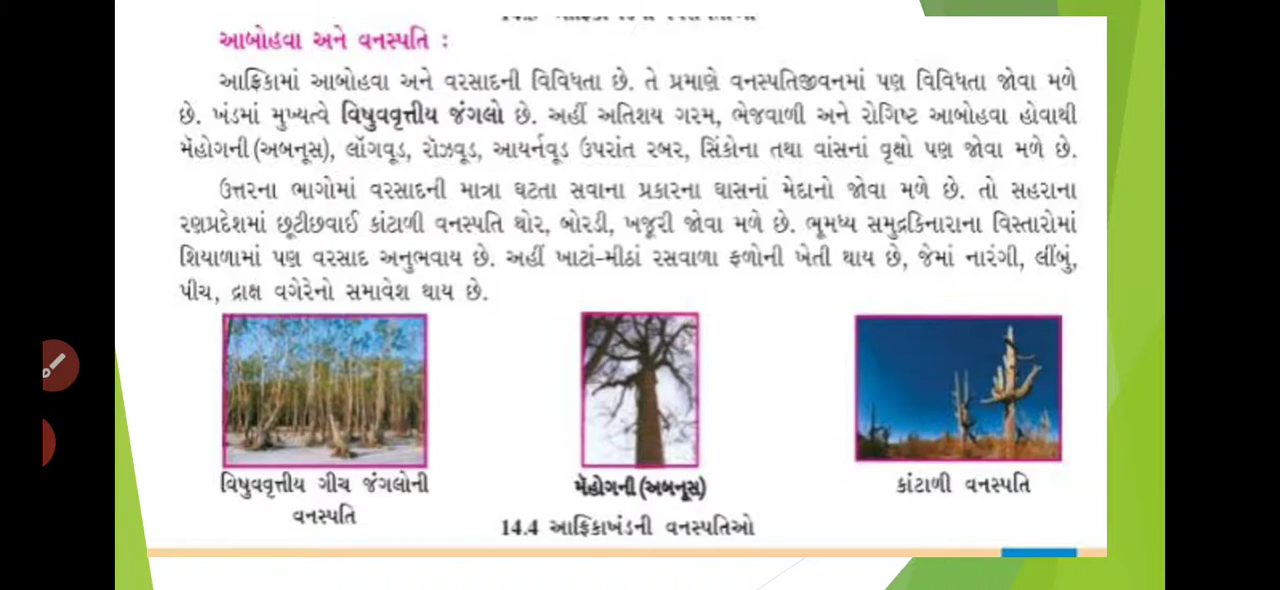 આબોહવા અને વનસ્પતિ :
આફ્રિકામાં આબોહવા અને વરસાદની વિવિધતા છે. તે પ્રમાણે વનસ્પતિજીવનમાં પણ વિવિધતા જોવા મળે
છે. ખંડમાં મુખ્યત્વે વિષુવવૃત્તીય જંગલો છે. અહીં અતિશય ગરમ, ભેજવાળી અને રોગિષ્ટ આબોહવા હોવાથી
મૅહોગની (અબનૂસ), લૉગવૂડ, રૉઝવૂડ, આયર્નવૂડ ઉપરાંત રબર, સિંકોના તથા વાંસનાં વૃક્ષો પણ જોવા મળે છે.
ઉત્તરના ભાગોમાં વરસાદની માત્રા ઘટતા સવાના પ્રકારના ઘાસનાં મેદાનો જોવા મળે છે. તો સહરાના
રણપ્રદેશમાં છૂટીછવાઈ કાંટાળી વનસ્પતિ થોર, બોરડી, ખજૂરી જોવા મળે છે. ભૂમધ્ય સમુદ્રકિનારાના વિસ્તારોમાં
શિયાળામાં પણ વરસાદ અનુભવાય છે. અહીં ખાટાં-મીઠાં રસવાળા ફળોની ખેતી થાય છે, જેમાં નારંગી, લીંબું,
પીચ, દ્રાક્ષ વગેરેનો સમાવેશ થાય છે.
વિષુવવૃત્તીય ગીચ જંગલોની
વનસ્પતિ
મૅહોગની (અબનૂસ)
કાંટાળી વનસ્પતિ
14.4 આફ્રિકાખંડની વનસ્પતિઓ